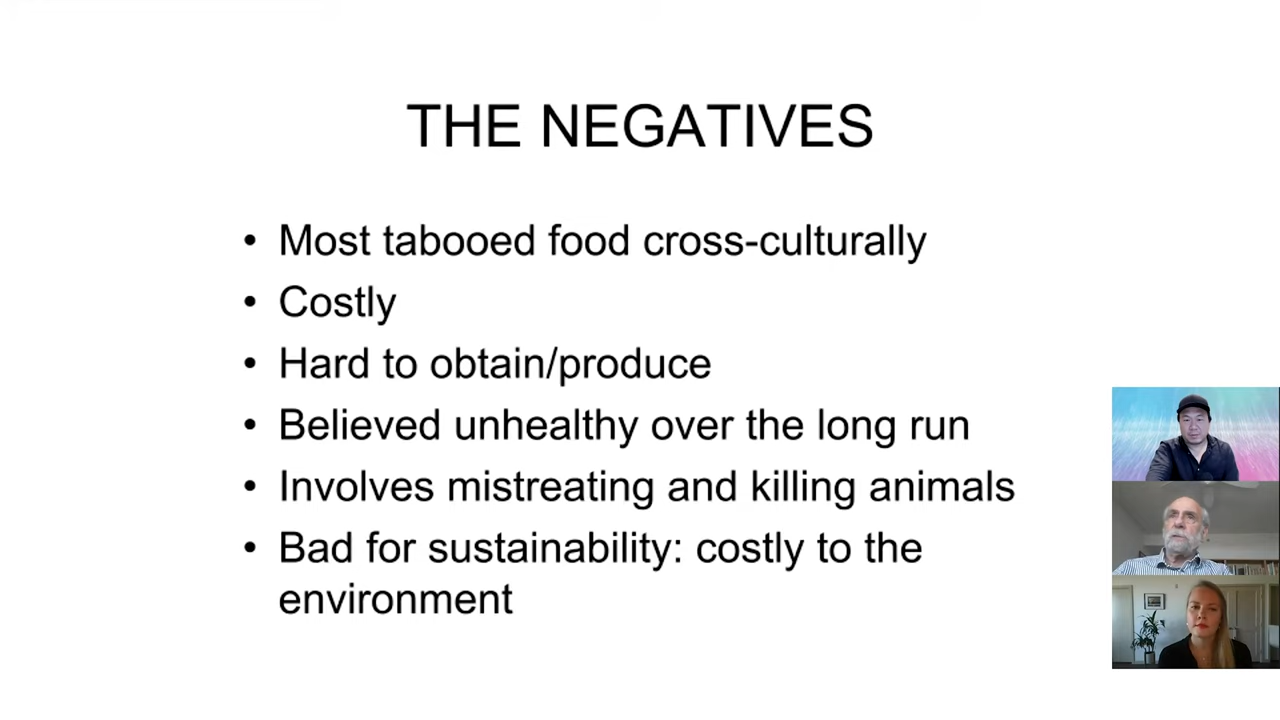 THE NEGATIVES
• Most tabooed food cross-culturally
• Costly
• Hard to obtain/produce
• Believed unhealthy over the long run
• Involves mistreating and killing animals
• Bad for sustainability: costly to the
environment